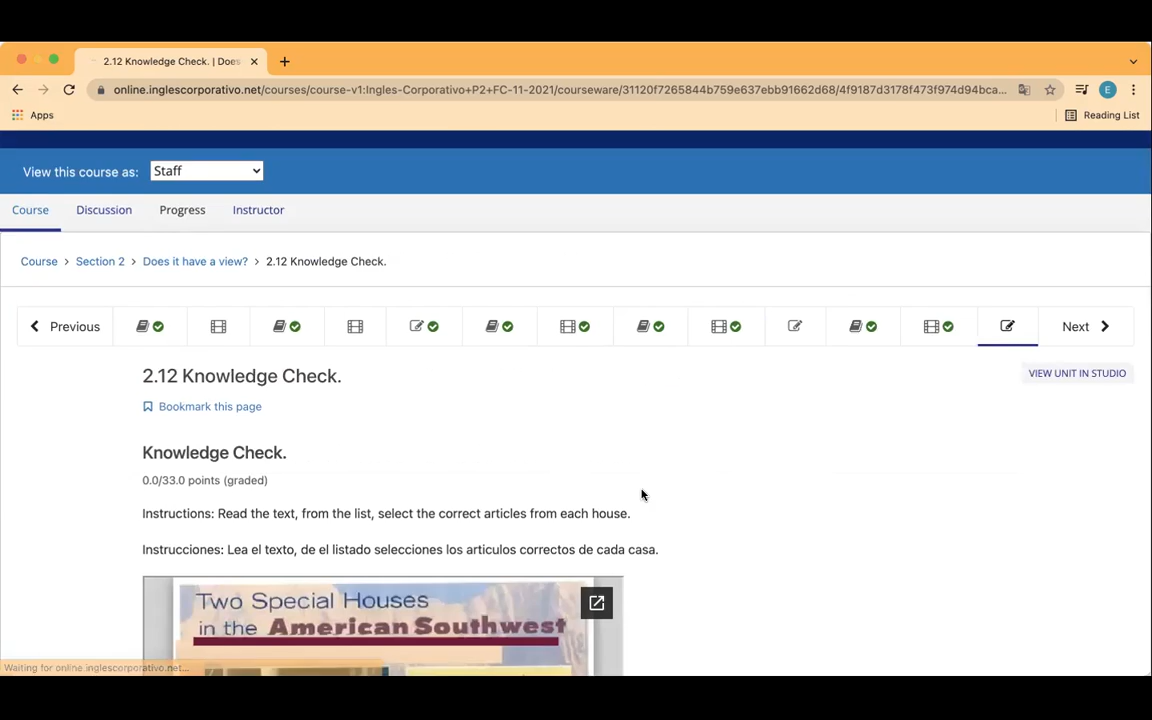 2.12 Knowledge Check. | Does
online.inglescorporativo.net/courses/course-v1:Ingles-Corporativo+P2+FC-11-2021/courseware/31120f7265844b759e637ebb91662d68/4f9187d3178f473f974d94bca...
E
Apps
Reading List
View this course as:
Staff
Course
Discussion
Progress
Instructor
Course > Section 2 > Does it have a view? > 2.12 Knowledge Check.
Previous
Next
2.12 Knowledge Check.
VIEW UNIT IN STUDIO
Bookmark this page
Knowledge Check.
0.0/33.0 points (graded)
Instructions: Read the text, from the list, select the correct articles from each house.
Instrucciones: Lea el texto, de el listado selecciones los articulos correctos de cada casa.
Two Special Houses
in the American Southwest
Waiting for online.inglescorporativo.net...